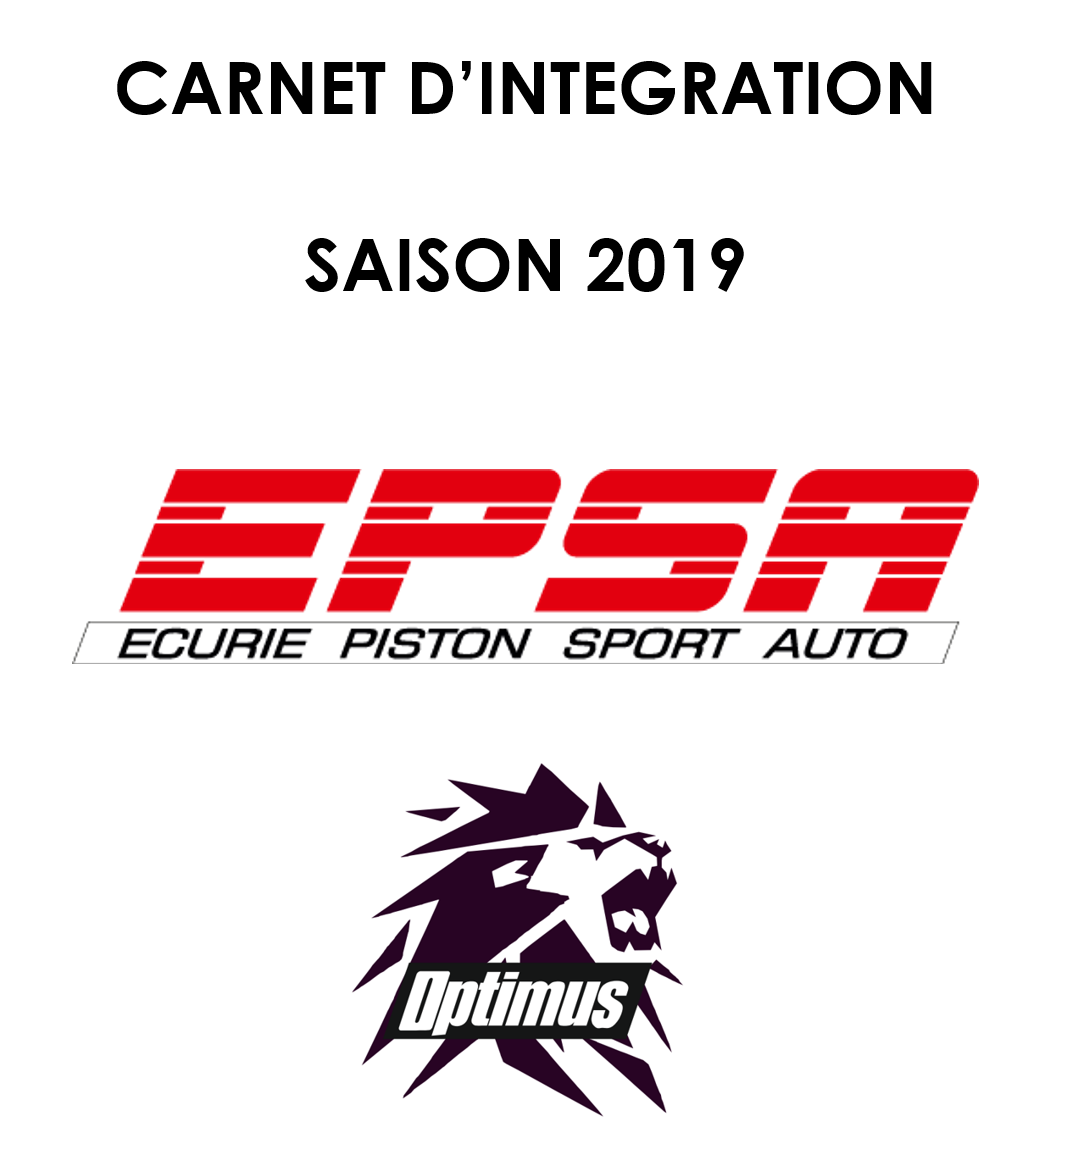 CARNET D’INTEGRATION
SAISON 2019
EPSA
ECURIE PISTON SPORT AUTO
Optimus